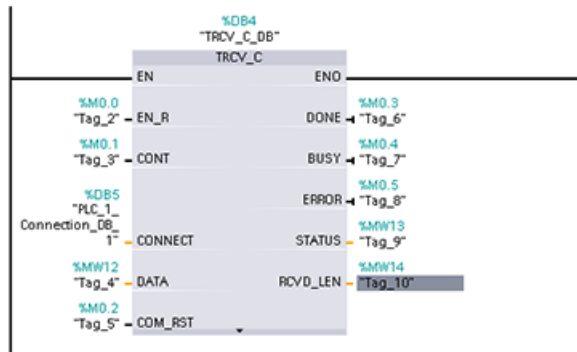 %DB4
"TRCV_C_DB"
TRCV_C
EN ENO
%M0.0 %M0.3
"Tag_2" EN_R DONE "Tag_6"
%M0.1 %M0.4
"Tag_3" CONT BUSY "Tag_7"
%DB5 %M0.5
"PLC_1_ ERROR "Tag_8"
Connection_DB_ %MW13
1" CONNECT STATUS "Tag_9"
%MW12 %MW14
"Tag_4" DATA RCVD_LEN "Tag_10"
%M0.2
"Tag_5" COM_RST